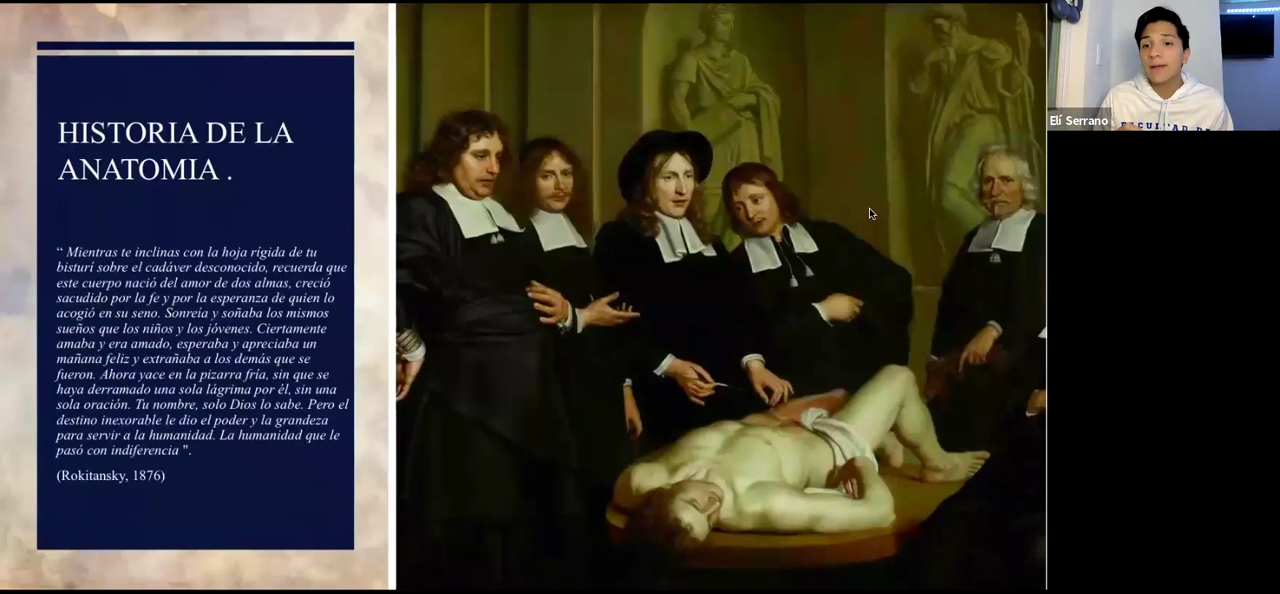 HISTORIA DE LA
ANATOMIA .
“ Mientras te inclinas con la hoja rígida de tu
bisturí sobre el cadáver desconocido, recuerda que
este cuerpo nació del amor de dos almas, creció
sacudido por la fe y por la esperanza de quien lo
acogió en su seno. Sonreía y soñaba los mismos
sueños que los niños y los jóvenes. Ciertamente
amaba y era amado, esperaba y apreciaba un
mañana feliz y extrañaba a los demás que se
fueron. Ahora yace en la pizarra fría, sin que se
haya derramado una sola lágrima por él, sin una
sola oración. Tu nombre, solo Dios lo sabe. Pero el
destino inexorable le dio el poder y la grandeza
para servir a la humanidad. La humanidad que le
pasó con indiferencia ".
(Rokitansky, 1876)
Elí Serrano